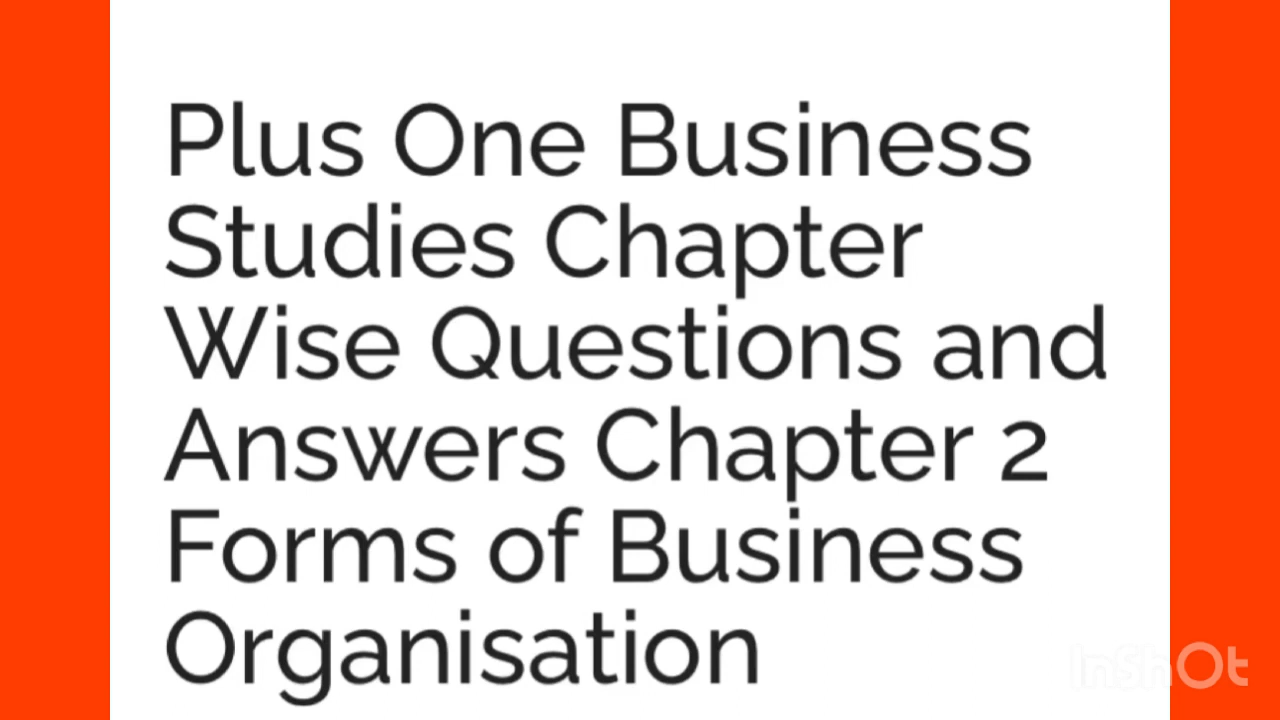 Plus One Business
Studies Chapter
Wise Questions and
Answers Chapter 2
Forms of Business
Organisation
InShOt